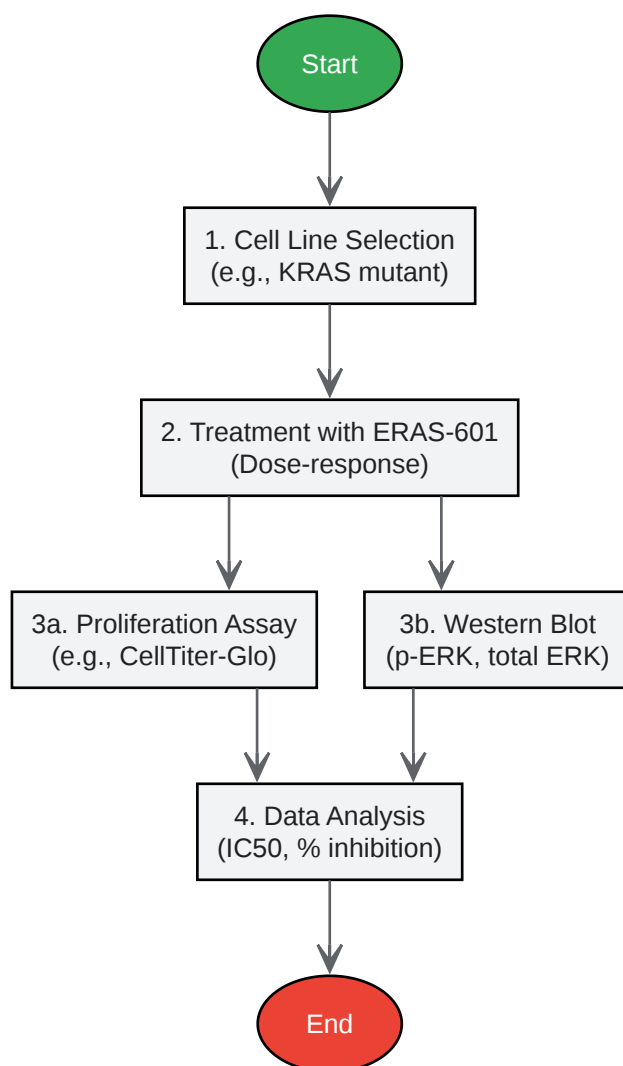 Start
1. Cell Line Selection
(e.g., KRAS mutant)
2. Treatment with ERAS-601
(Dose-response)
3a. Proliferation Assay
(e.g., CellTiter-Glo)
3b. Western Blot
(p-ERK, total ERK)
4. Data Analysis
(IC50, % inhibition)
End